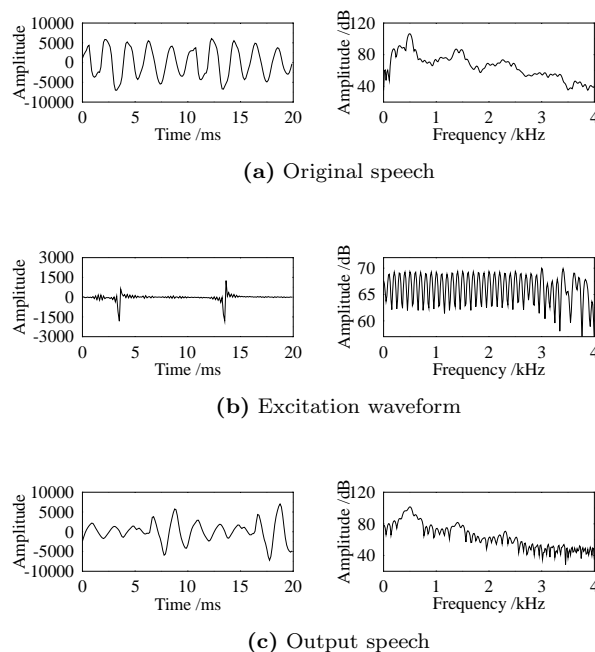 Amplitude
10000
5000
0
-5000
-10000
0 5 10 15 20
Time /ms
Amplitude /dB
120
80
40
0 1 2 3 4
Frequency /kHz
(a) Original speech
Amplitude
3000
1500
0
-1500
-3000
0 5 10 15 20
Time /ms
Amplitude /dB
70
65
60
0 1 2 3 4
Frequency /kHz
(b) Excitation waveform
Amplitude
10000
5000
0
-5000
-10000
0 5 10 15 20
Time /ms
Amplitude /dB
120
80
40
0 1 2 3 4
Frequency /kHz
(c) Output speech